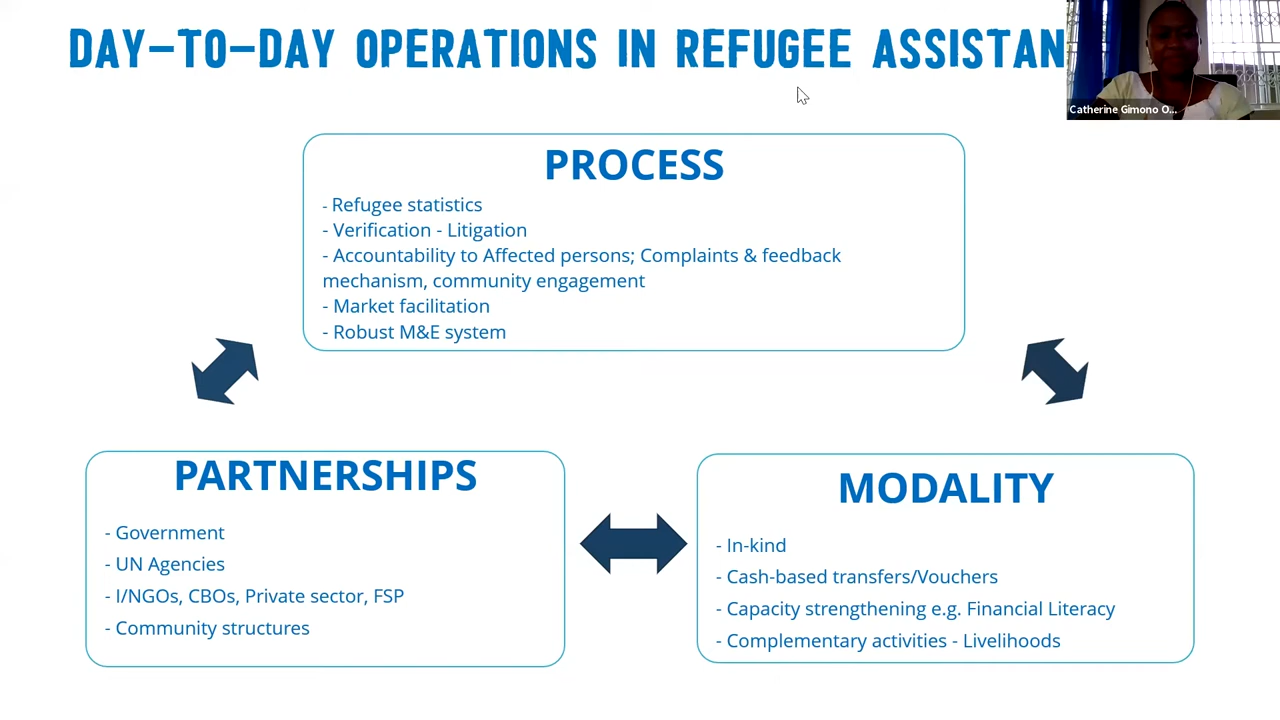 DAY-TO-DAY OPERATIONS IN REFUGEE ASSISTAN
Catherine Gimono O...
PROCESS
- Refugee statistics
- Verification - Litigation
- Accountability to Affected persons; Complaints & feedback
mechanism, community engagement
- Market facilitation
- Robust M&E system
PARTNERSHIPS
- Government
- UN Agencies
- I/NGOs, CBOs, Private sector, FSP
- Community structures
MODALITY
- In-kind
- Cash-based transfers/Vouchers
- Capacity strengthening e.g. Financial Literacy
- Complementary activities - Livelihoods